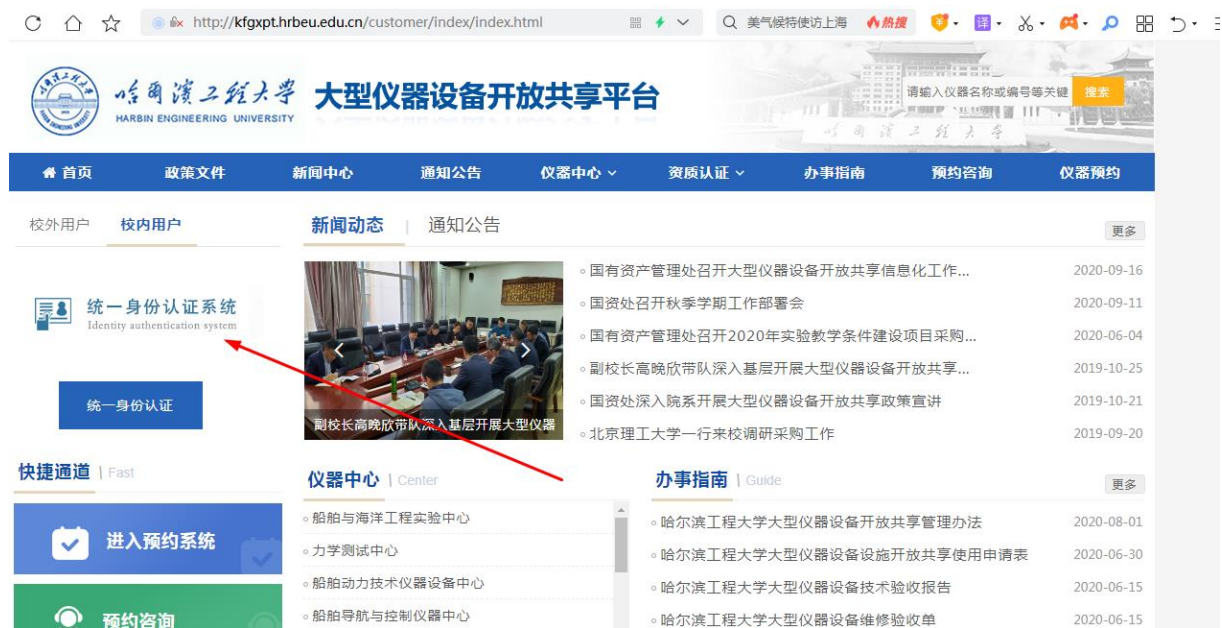 http://kfgxpt.hrbeu.edu.cn/customer/index/index.html
美气候特使访上海 热搜
译
哈尔滨工程大学
HARBIN ENGINEERING UNIVERSITY
大型仪器设备开放共享平台
请输入仪器名称或编号等关键
搜索
哈尔滨工程大学
首页 政策文件 新闻中心 通知公告 仪器中心 资质认证 办事指南 预约咨询 仪器预约
校外用户 校内用户
统一身份认证系统
Identity authentication system
统一身份认证
新闻动态 | 通知公告
更多
副校长高晚欣带队深入基层开展大型仪器
国有资产管理处召开大型仪器设备开放共享信息化工作... 2020-09-16
国资处召开秋季学期工作部署会 2020-09-11
国有资产管理处召开2020年实验教学条件建设项目采购... 2020-06-04
副校长高晚欣带队深入基层开展大型仪器设备开放共享... 2019-10-25
国资处深入院系开展大型仪器设备开放共享政策宣讲 2019-10-21
北京理工大学一行来校调研采购工作 2019-09-20
快捷通道 | Fast
进入预约系统
预约咨询
仪器中心 | Center
船舶与海洋工程实验中心
力学测试中心
船舶动力技术仪器设备中心
船舶导航与控制仪器中心
办事指南 | Guide
更多
哈尔滨工程大学大型仪器设备开放共享管理办法 2020-08-01
哈尔滨工程大学大型仪器设备设施开放共享使用申请表 2020-06-30
哈尔滨工程大学大型仪器设备技术验收报告 2020-06-15
哈尔滨工程大学大型仪器设备维修验收单 2020-06-15